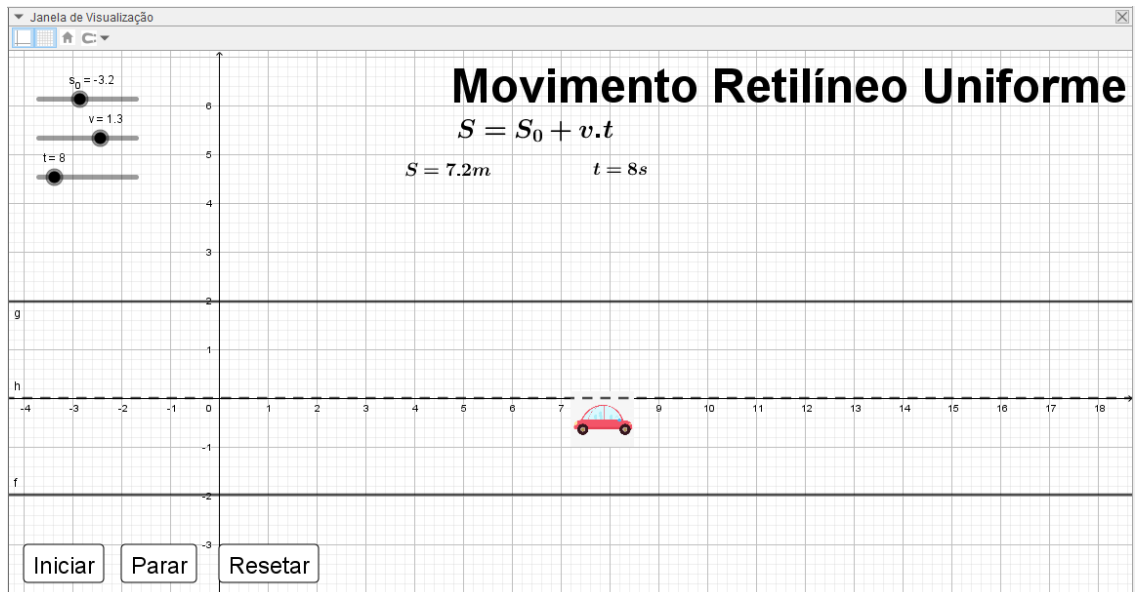 Janela de Visualização
Movimento Retilíneo Uniforme
s₀ = -3.2
S = S₀ + v.t
v = 1.3
t = 8
S = 7.2m
t = 8s
6
5
4
3
2
g
1
h
-4 -3 -2 -1 0 1 2 3 4 5 6 7 9 10 11 12 13 14 15 16 17 18
-1
f
-2
-3
Iniciar Parar Resetar